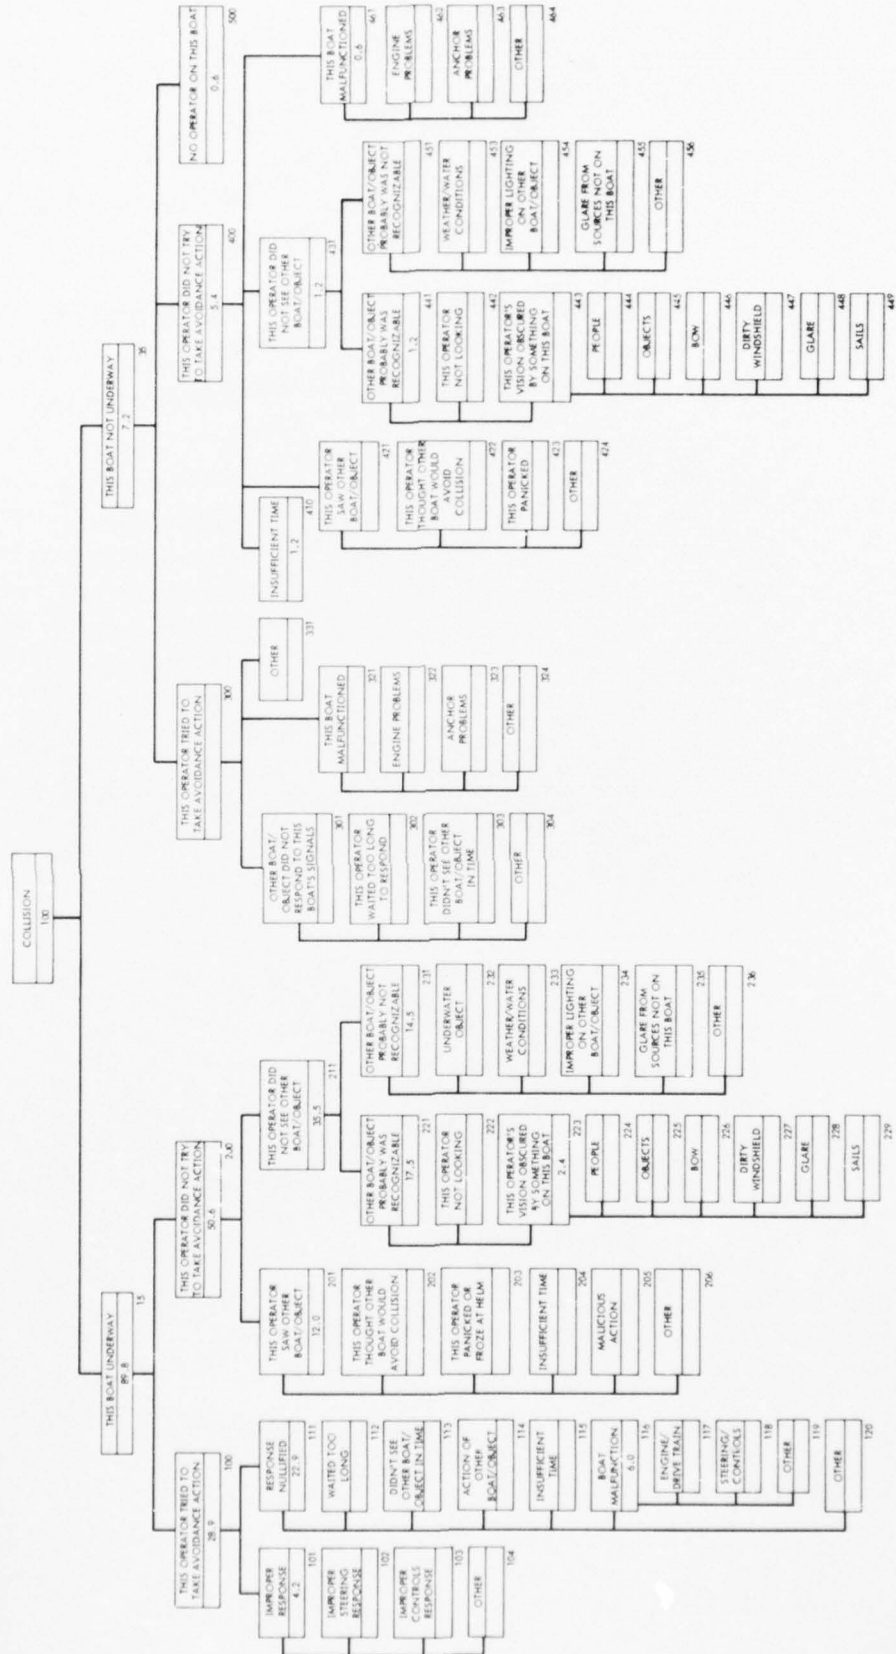 COLLISION
100
THIS BOAT UNDERWAY
89.8
15
THIS BOAT NOT UNDERWAY
7.2
35
THIS OPERATOR TRIED TO
TAKE AVOIDANCE ACTION
28.9
100
THIS OPERATOR DID NOT TRY
TO TAKE AVOIDANCE ACTION
50.6
200
THIS OPERATOR TRIED TO
TAKE AVOIDANCE ACTION
300
THIS OPERATOR DID NOT TRY
TO TAKE AVOIDANCE ACTION
5.4
400
NO OPERATOR ON THIS BOAT
0.6
500
IMPROPER
RESPONSE
4.2
101
IMPROPER
STEERING
RESPONSE
102
IMPROPER
CONTROLS
RESPONSE
103
OTHER
104
RESPONSE
NULLIFIED
22.9
111
WAITED TOO
LONG
112
DIDN'T SEE
OTHER BOAT/
OBJECT IN TIME
113
ACTION OF
OTHER
BOAT/OBJECT
114
INSUFFICIENT
TIME
115
BOAT
MALFUNCTION
6.0
116
ENGINE/
DRIVE TRAIN
117
STEERING/
CONTROLS
118
OTHER
119
OTHER
120
THIS OPERATOR
SAW OTHER
BOAT/OBJECT
12.0
201
THIS OPERATOR
THOUGHT OTHER
BOAT WOULD
AVOID COLLISION
202
THIS OPERATOR
PANICKED OR
FROZE AT HELM
203
INSUFFICIENT TIME
204
MALICIOUS
ACTION
205
OTHER
206
THIS OPERATOR DID
NOT SEE OTHER
BOAT/OBJECT
35.5
211
OTHER BOAT/OBJECT
PROBABLY WAS
RECOGNIZABLE
17.5
221
THIS OPERATOR
NOT LOOKING
222
THIS OPERATOR'S
VISION OBSCURED
BY SOMETHING
ON THIS BOAT
2.4
223
PEOPLE
224
OBJECTS
225
BOW
226
DIRTY
WINDSHIELD
227
GLARE
228
SAILS
229
OTHER BOAT/OBJECT
PROBABLY NOT
RECOGNIZABLE
14.5
231
UNDERWATER
OBJECT
232
WEATHER/WATER
CONDITIONS
233
IMPROPER LIGHTING
ON OTHER
BOAT/OBJECT
234
GLARE FROM
SOURCES NOT ON
THIS BOAT
235
OTHER
236
OTHER BOAT/
OBJECT DID NOT
RESPOND TO THIS
BOAT'S SIGNALS
301
THIS OPERATOR
WAITED TOO LONG
TO RESPOND
302
THIS OPERATOR
DIDN'T SEE OTHER
BOAT/OBJECT
IN TIME
303
OTHER
304
THIS BOAT
MALFUNCTIONED
321
ENGINE PROBLEMS
322
ANCHOR
PROBLEMS
323
OTHER
324
OTHER
331
INSUFFICIENT TIME
1.2
410
THIS OPERATOR
SAW OTHER
BOAT/OBJECT
421
THIS OPERATOR
THOUGHT OTHER
BOAT WOULD
AVOID
COLLISION
422
THIS OPERATOR
PANICKED
423
OTHER
424
THIS OPERATOR DID
NOT SEE OTHER
BOAT/OBJECT
1.2
431
OTHER BOAT/OBJECT
PROBABLY WAS
RECOGNIZABLE
1.2
441
THIS OPERATOR
NOT LOOKING
442
THIS OPERATOR'S
VISION OBSCURED
BY SOMETHING
ON THIS BOAT
443
PEOPLE
444
OBJECTS
445
BOW
446
DIRTY
WINDSHIELD
447
GLARE
448
SAILS
449
OTHER BOAT/OBJECT
PROBABLY WAS NOT
RECOGNIZABLE
451
WEATHER/WATER
CONDITIONS
453
IMPROPER LIGHTING
ON OTHER
BOAT/OBJECT
454
GLARE FROM
SOURCES NOT ON
THIS BOAT
455
OTHER
456
THIS BOAT
MALFUNCTIONED
0.6
461
ENGINE
PROBLEMS
462
ANCHOR
PROBLEMS
463
OTHER
464